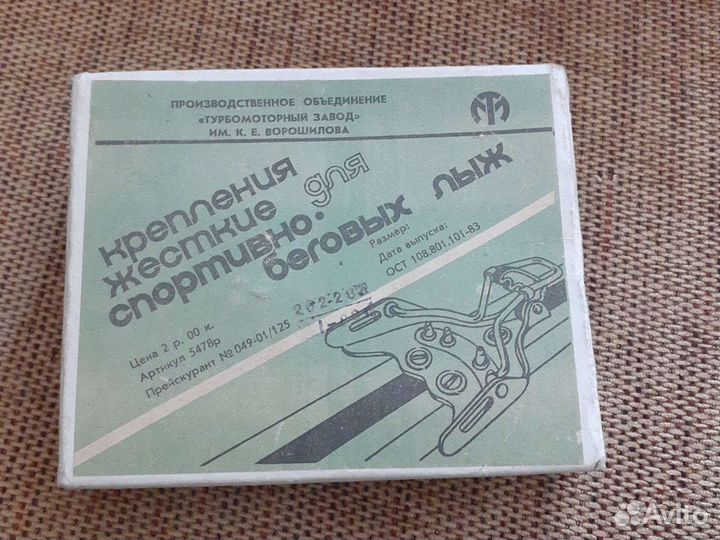 ПРОИЗВОДСТВЕННОЕ ОБЪЕДИНЕНИЕ
«ТУРБОМОТОРНЫЙ ЗАВОД»
ИМ. К. Е. ВОРОШИЛОВА
крепления
жесткие для
спортивно-
беговых лыж
Размер:
Дата выпуска:
ОСТ 108.801.101-83
Цена 2 р. 00 к.
Артикул 5478р
Прейскурант № 049-01/125
Avito